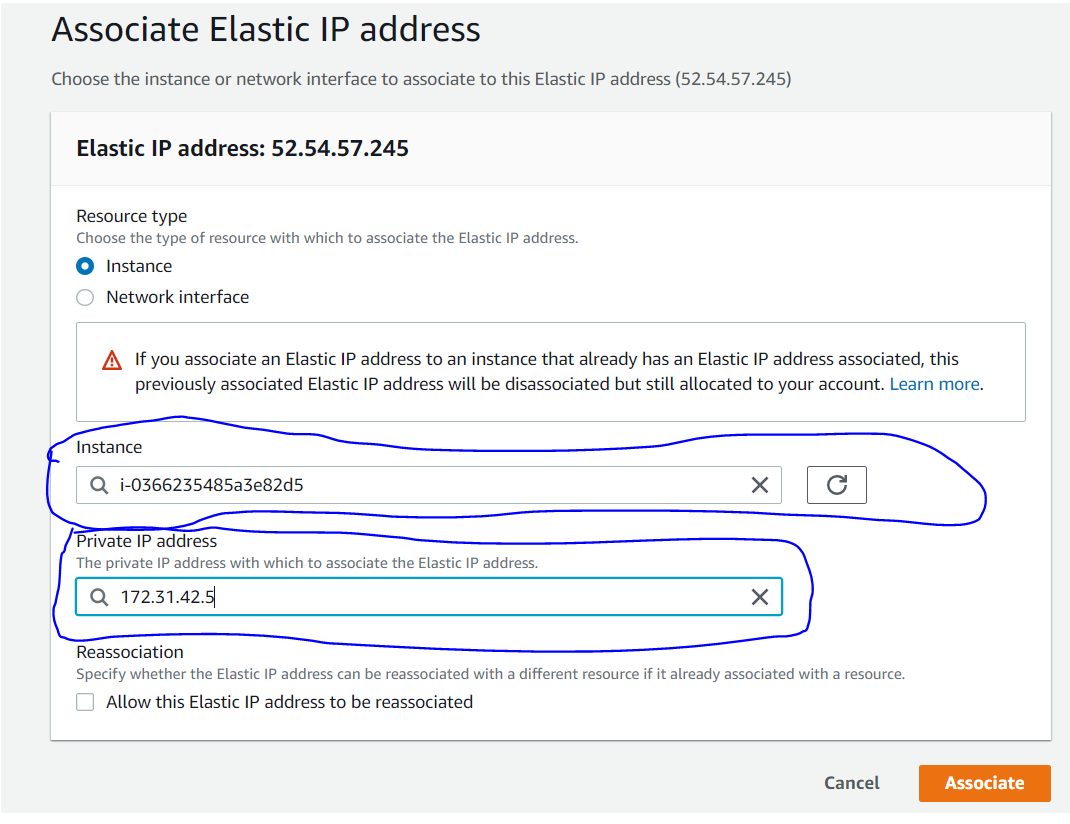 Associate Elastic IP address
Choose the instance or network interface to associate to this Elastic IP address (52.54.57.245)
Elastic IP address: 52.54.57.245
Resource type
Choose the type of resource with which to associate the Elastic IP address.
Instance
Network interface
If you associate an Elastic IP address to an instance that already has an Elastic IP address associated, this
previously associated Elastic IP address will be disassociated but still allocated to your account. Learn more.
Instance
i-0366235485a3e82d5
Private IP address
The private IP address with which to associate the Elastic IP address.
172.31.42.5
Reassociation
Specify whether the Elastic IP address can be reassociated with a different resource if it already associated with a resource.
Allow this Elastic IP address to be reassociated
Cancel Associate